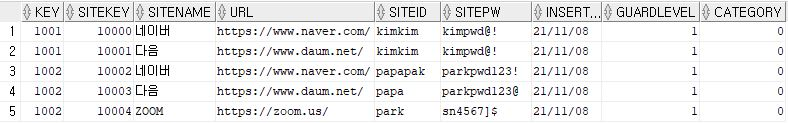 KEY SITEKEY SITENAME URL SITEID SITEPW INSERT... GUARDLEVEL CATEGORY
1 1001 10000 네이버 https://www.naver.com/ kimkim kimpwd@! 21/11/08 1 0
2 1001 10001 다음 https://www.daum.net/ kimkim kimpwd@! 21/11/08 1 0
3 1002 10002 네이버 https://www.naver.com/ papapak parkpwd123! 21/11/08 1 0
4 1002 10003 다음 https://www.daum.net/ papa parkpwd123@ 21/11/08 1 0
5 1002 10004 ZOOM https://zoom.us/ park sn4567]$ 21/11/08 1 0